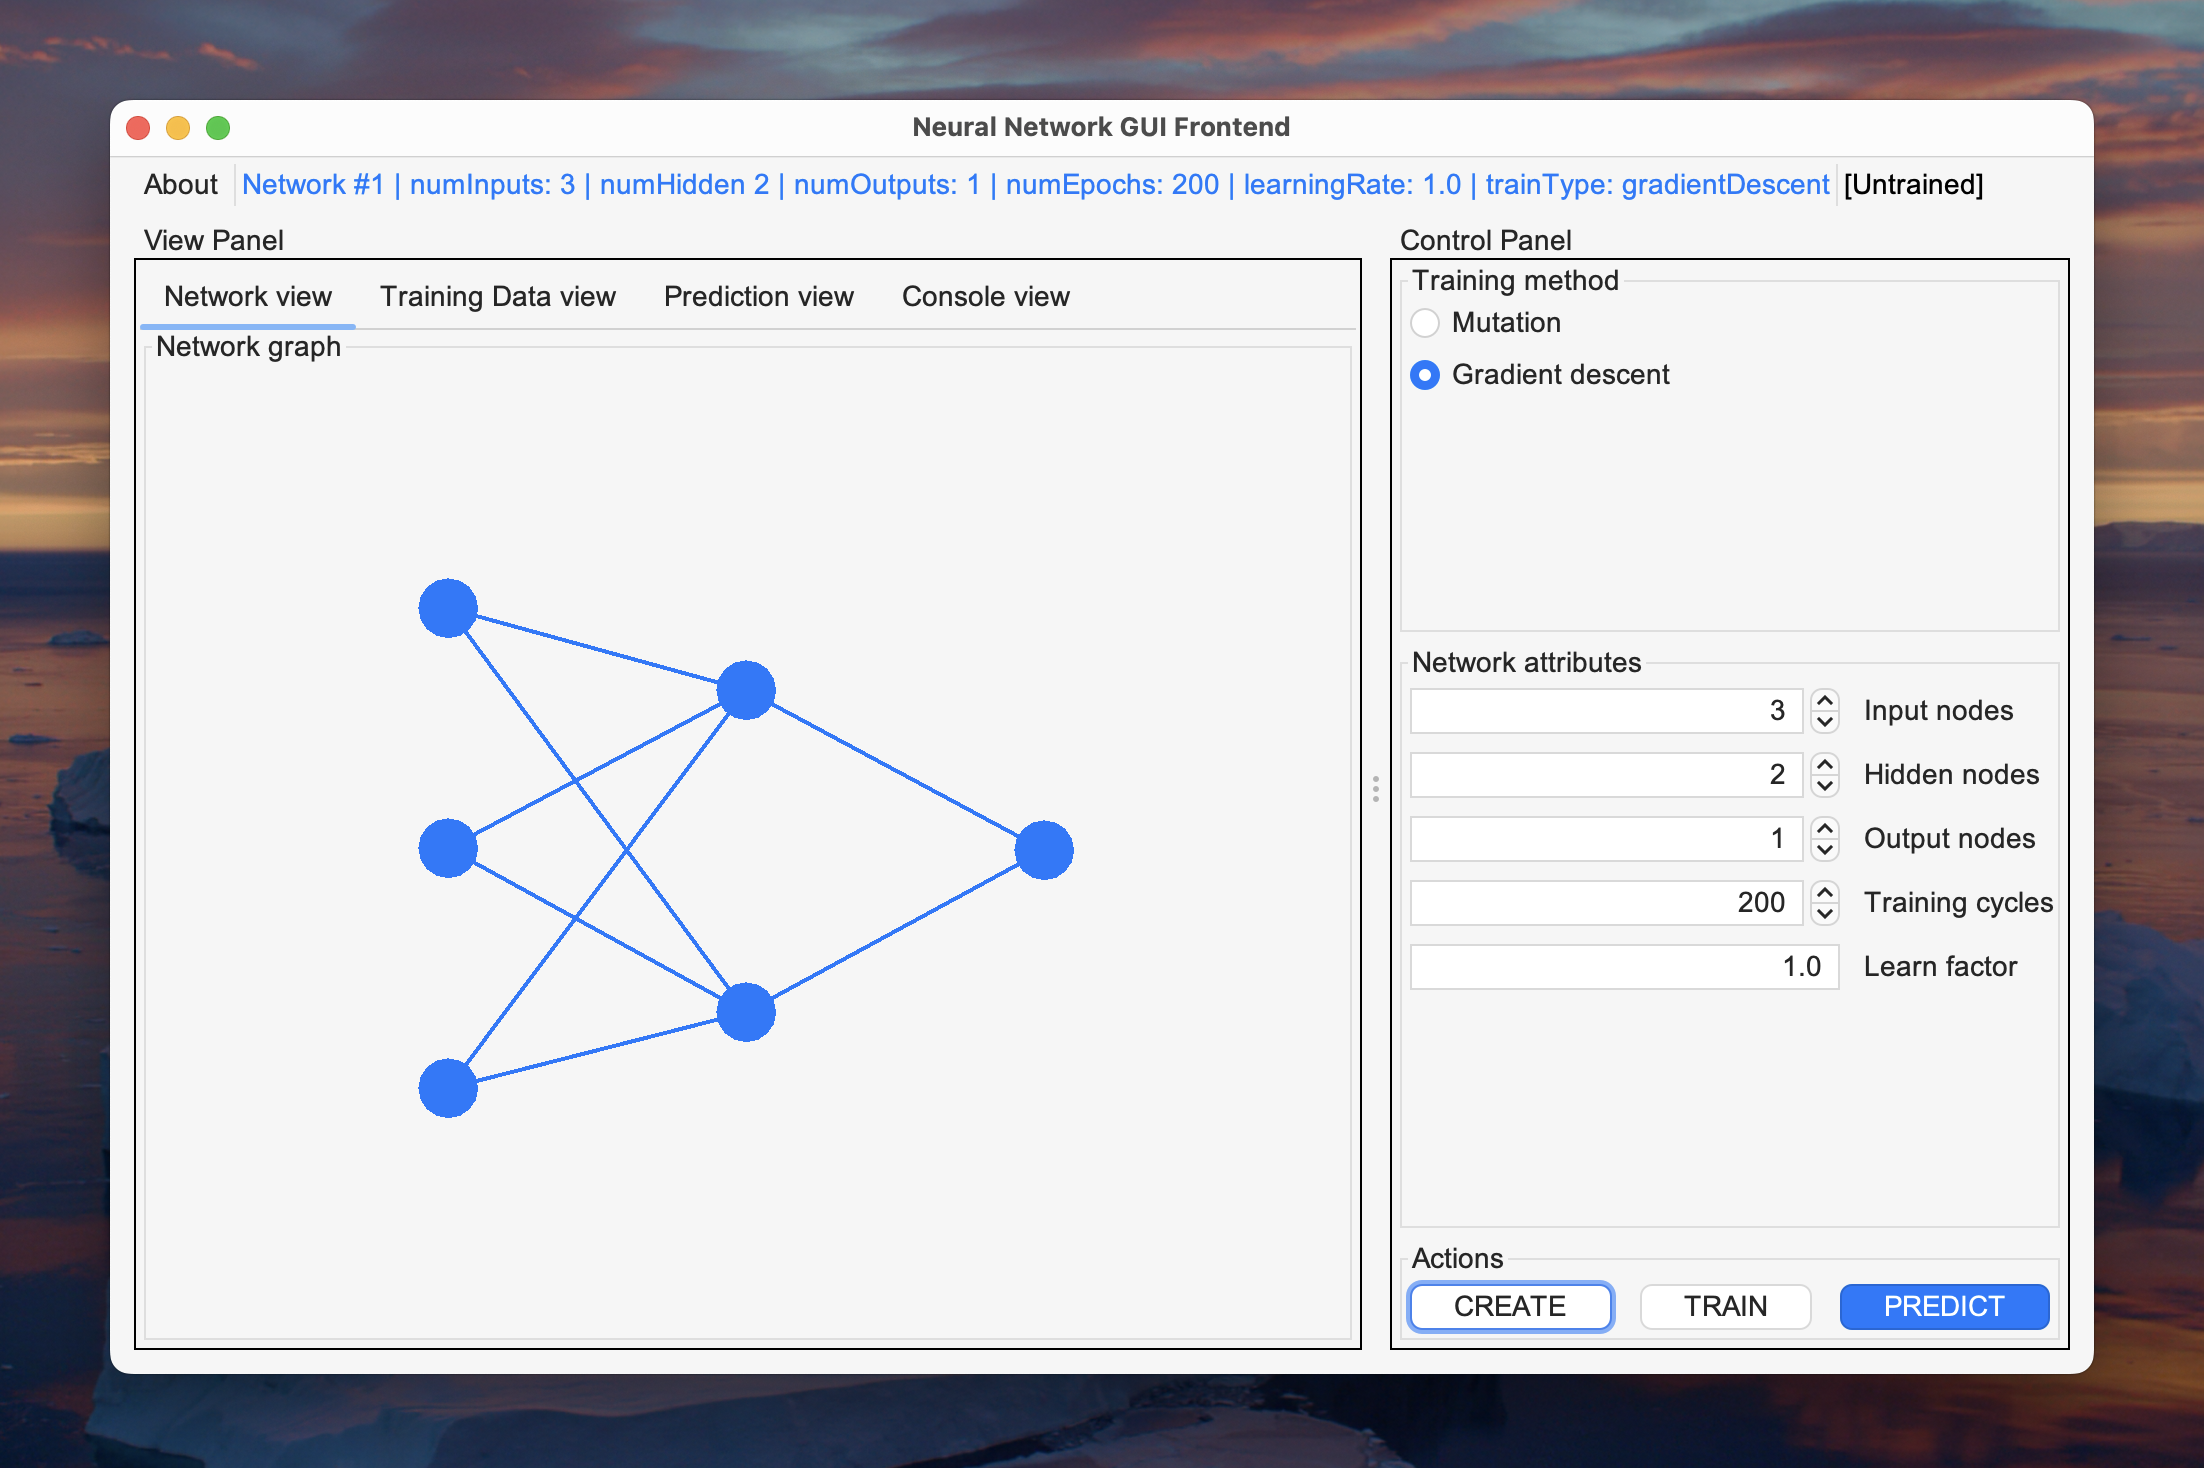 Neural Network GUI Frontend
About
Network #1 | numInputs: 3 | numHidden 2 | numOutputs: 1 | numEpochs: 200 | learningRate: 1.0 | trainType: gradientDescent
[Untrained]
View Panel
Network view
Training Data view
Prediction view
Console view
Network graph
Control Panel
Training method
Mutation
Gradient descent
Network attributes
3 Input nodes
2 Hidden nodes
1 Output nodes
200 Training cycles
1.0 Learn factor
Actions
CREATE
TRAIN
PREDICT